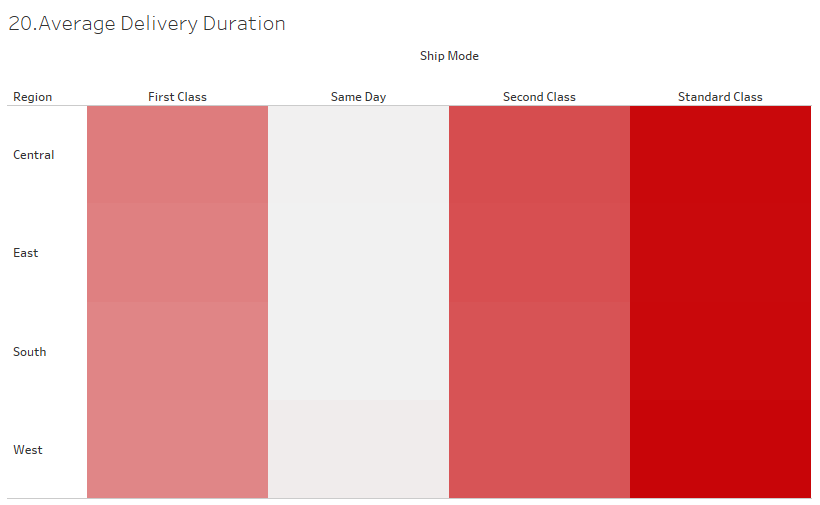 20.Average Delivery Duration
Ship Mode
Region First Class Same Day Second Class Standard Class
Central
East
South
West